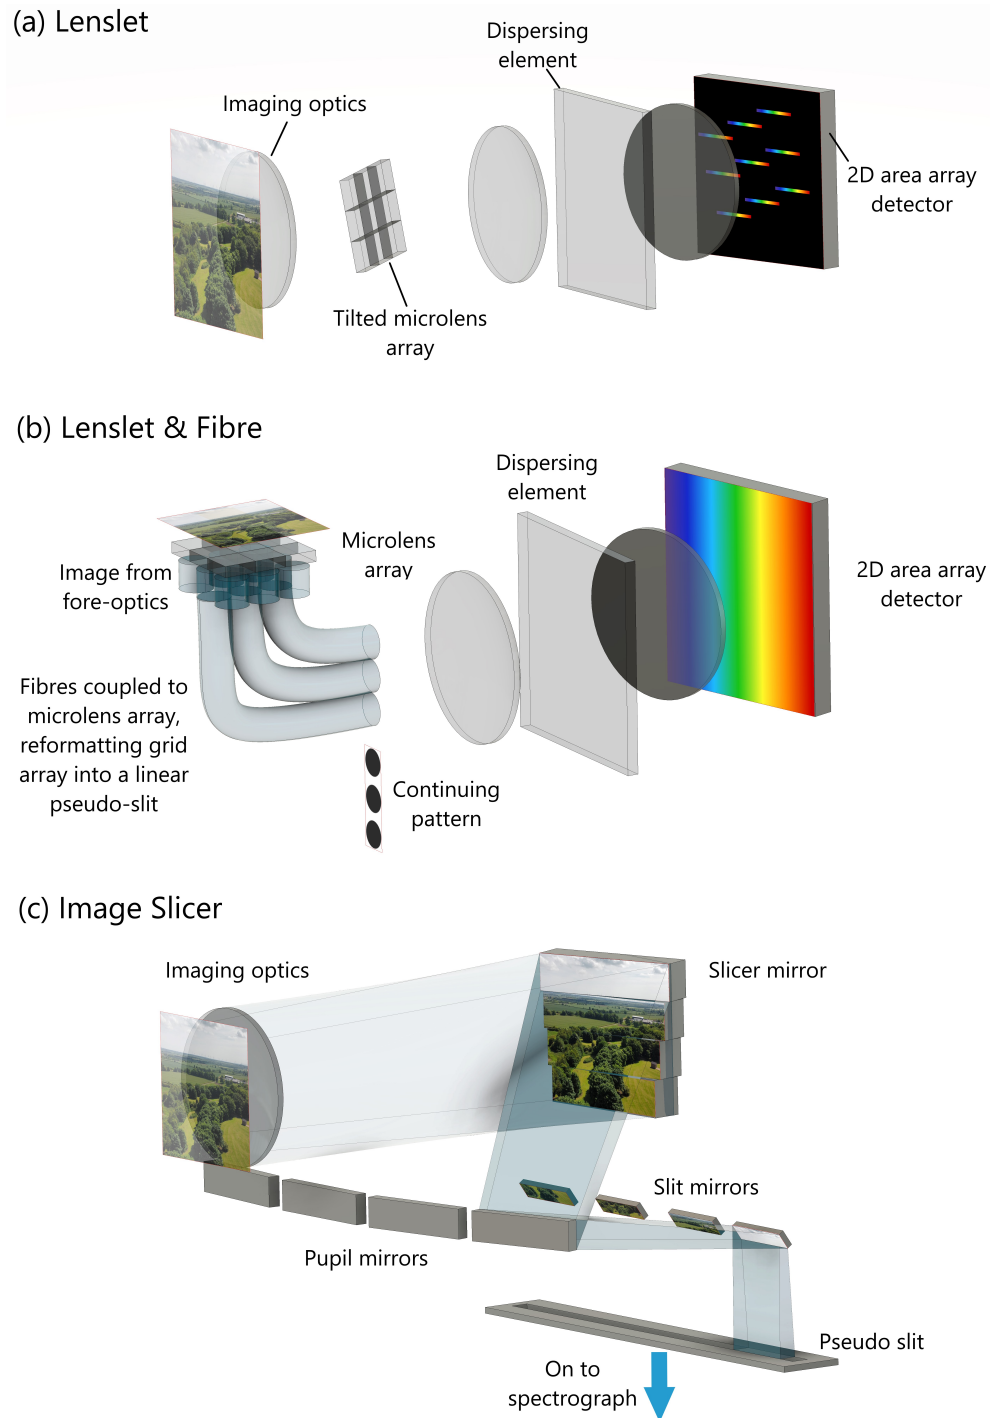 (a) Lenslet
Dispersing
element
Imaging optics
2D area array
detector
Tilted microlens
array
(b) Lenslet & Fibre
Dispersing
element
Microlens
array
Image from
fore-optics
2D area array
detector
Fibres coupled to
microlens array,
reformatting grid
array into a linear
pseudo-slit
Continuing
pattern
(c) Image Slicer
Imaging optics
Slicer mirror
Slit mirrors
Pupil mirrors
Pseudo slit
On to
spectrograph